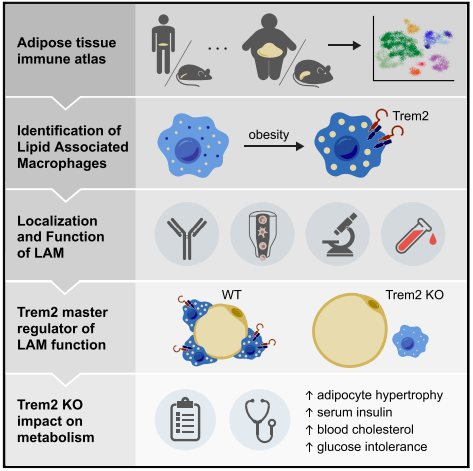 Adipose tissue
immune atlas
Identification of
Lipid Associated
Macrophages
obesity
Trem2
Localization
and Function
of LAM
Trem2 master
regulator of
LAM function
WT
Trem2 KO
Trem2 KO
impact on
metabolism
↑ adipocyte hypertrophy
↑ serum insulin
↑ blood cholesterol
↑ glucose intolerance